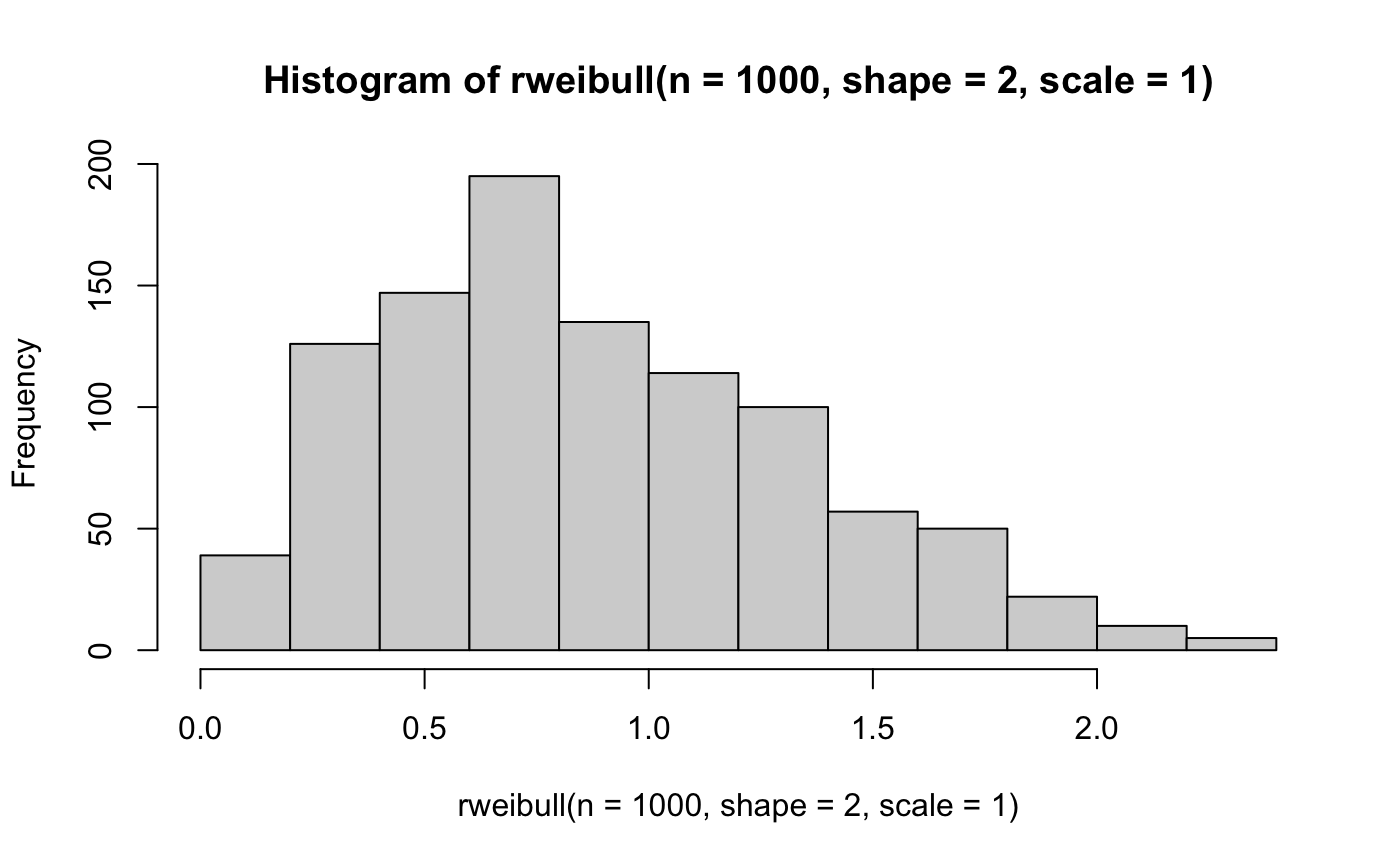 Histogram of rweibull(n = 1000, shape = 2, scale = 1)
Frequency
200
150
100
50
0
0.0 0.5 1.0 1.5 2.0
rweibull(n = 1000, shape = 2, scale = 1)